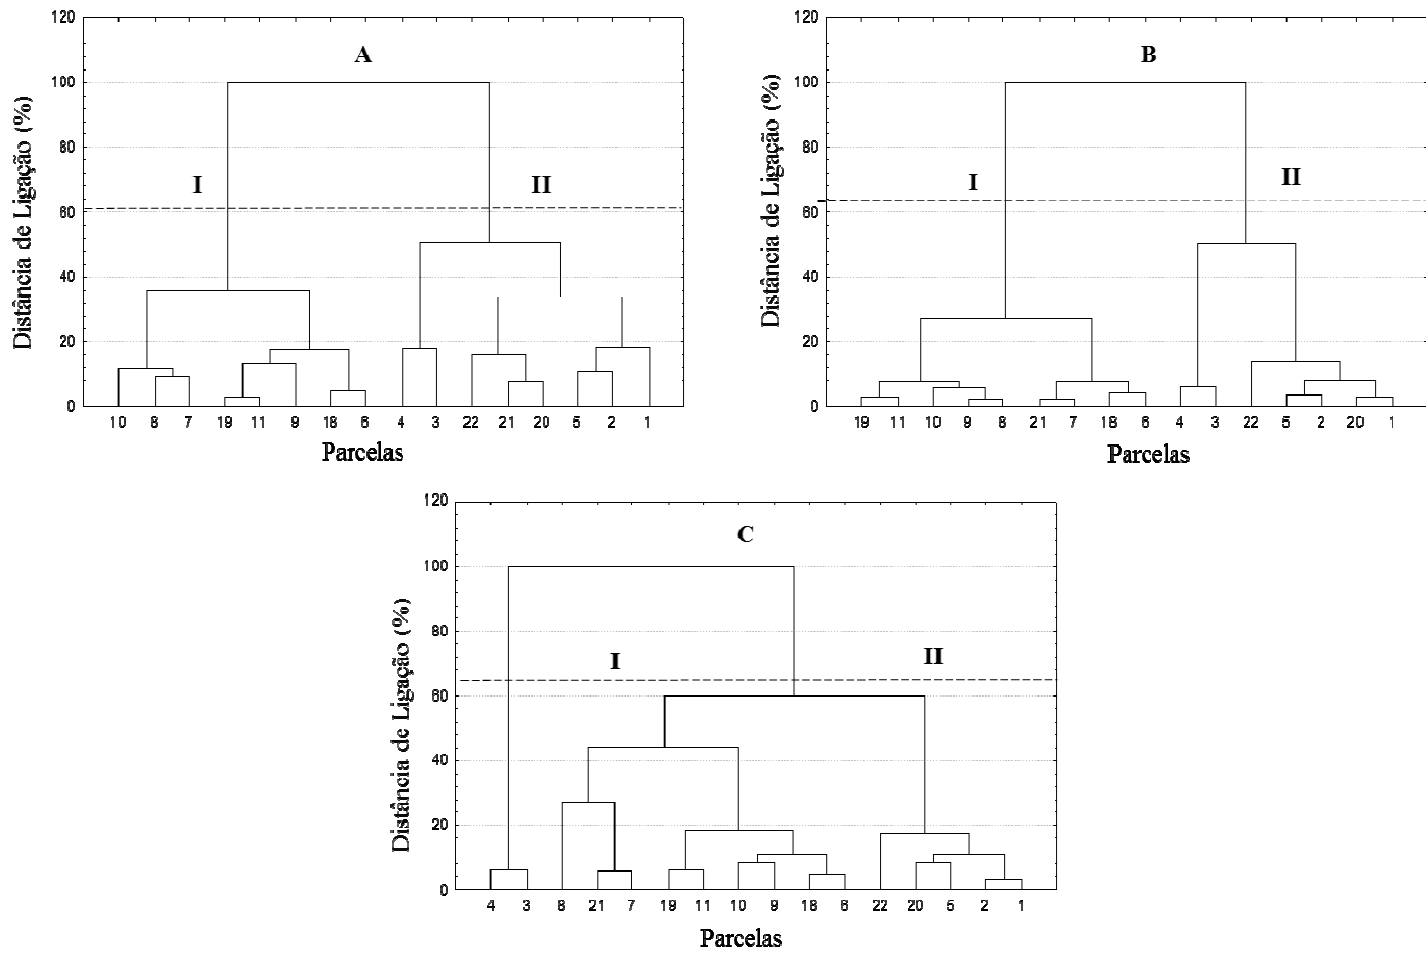 A
Distância de Ligação (%)
120
100
80
60
40
20
0
I
II
10 8 7 19 11 9 18 6 4 3 22 21 20 5 2 1
Parcelas
B
Distância de Ligação (%)
120
100
80
60
40
20
0
I
II
19 11 10 9 8 21 7 18 6 4 3 22 5 2 20 1
Parcelas
C
Distância de Ligação (%)
120
100
80
60
40
20
0
I
II
4 3 8 21 7 19 11 10 9 18 6 22 20 5 2 1
Parcelas